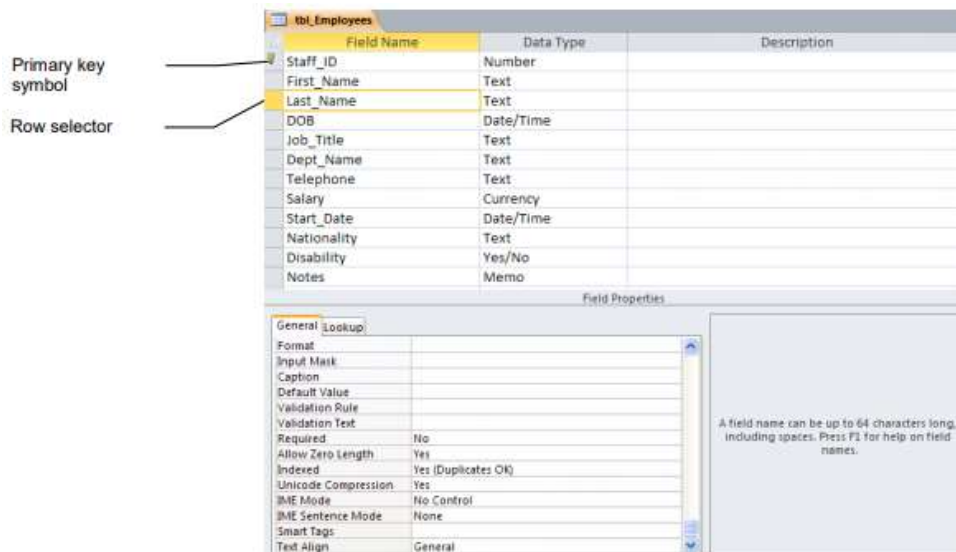 tbl_Employees
Field Name Data Type Description
Primary key
symbol
Staff_ID Number
First_Name Text
Row selector
Last_Name Text
DOB Date/Time
Job_Title Text
Dept_Name Text
Telephone Text
Salary Currency
Start_Date Date/Time
Nationality Text
Disability Yes/No
Notes Memo
Field Properties
General Lookup
Format
Input Mask
Caption
Default Value
Validation Rule
Validation Text
Required No
Allow Zero Length Yes
Indexed Yes (Duplicates OK)
Unicode Compression Yes
IME Mode No Control
IME Sentence Mode None
Smart Tags
Text Align General
A field name can be up to 64 characters long,
including spaces. Press F1 for help on field
names.